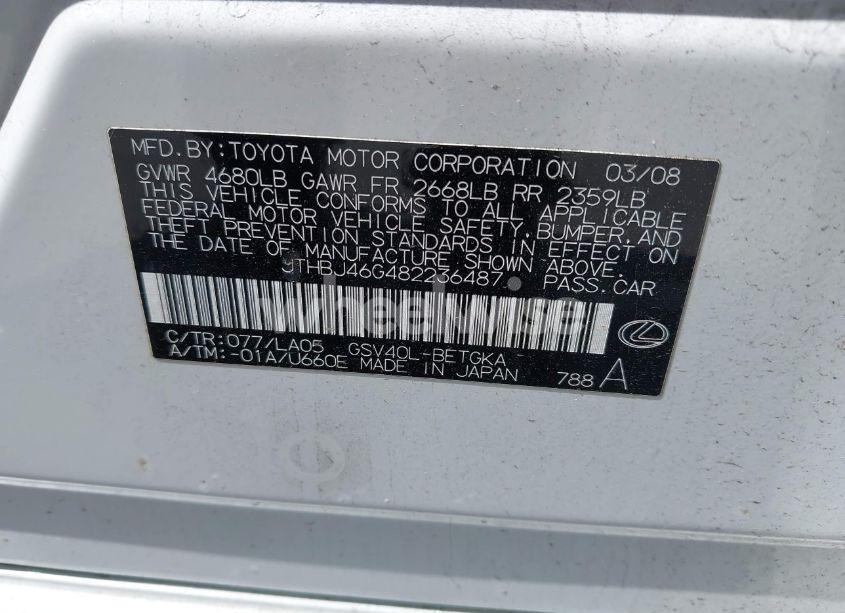 MFD.BY:TOYOTA MOTOR CORPORATION 03/08
GVWR 4680LB GAWR FR 2668LB RR 2359LB
THIS VEHICLE CONFORMS TO ALL APPLICABLE
FEDERAL MOTOR VEHICLE SAFETY,BUMPER,AND
THEFT PREVENTION STANDARDS IN EFFECT ON
THE DATE OF MANUFACTURE SHOWN ABOVE.
JTHBJ46G482236487 PASS.CAR
wheelwise
C/TR:077/LA05 GSV40L-BETGKA
A/TM:-01A/U660E MADE IN JAPAN 788 A